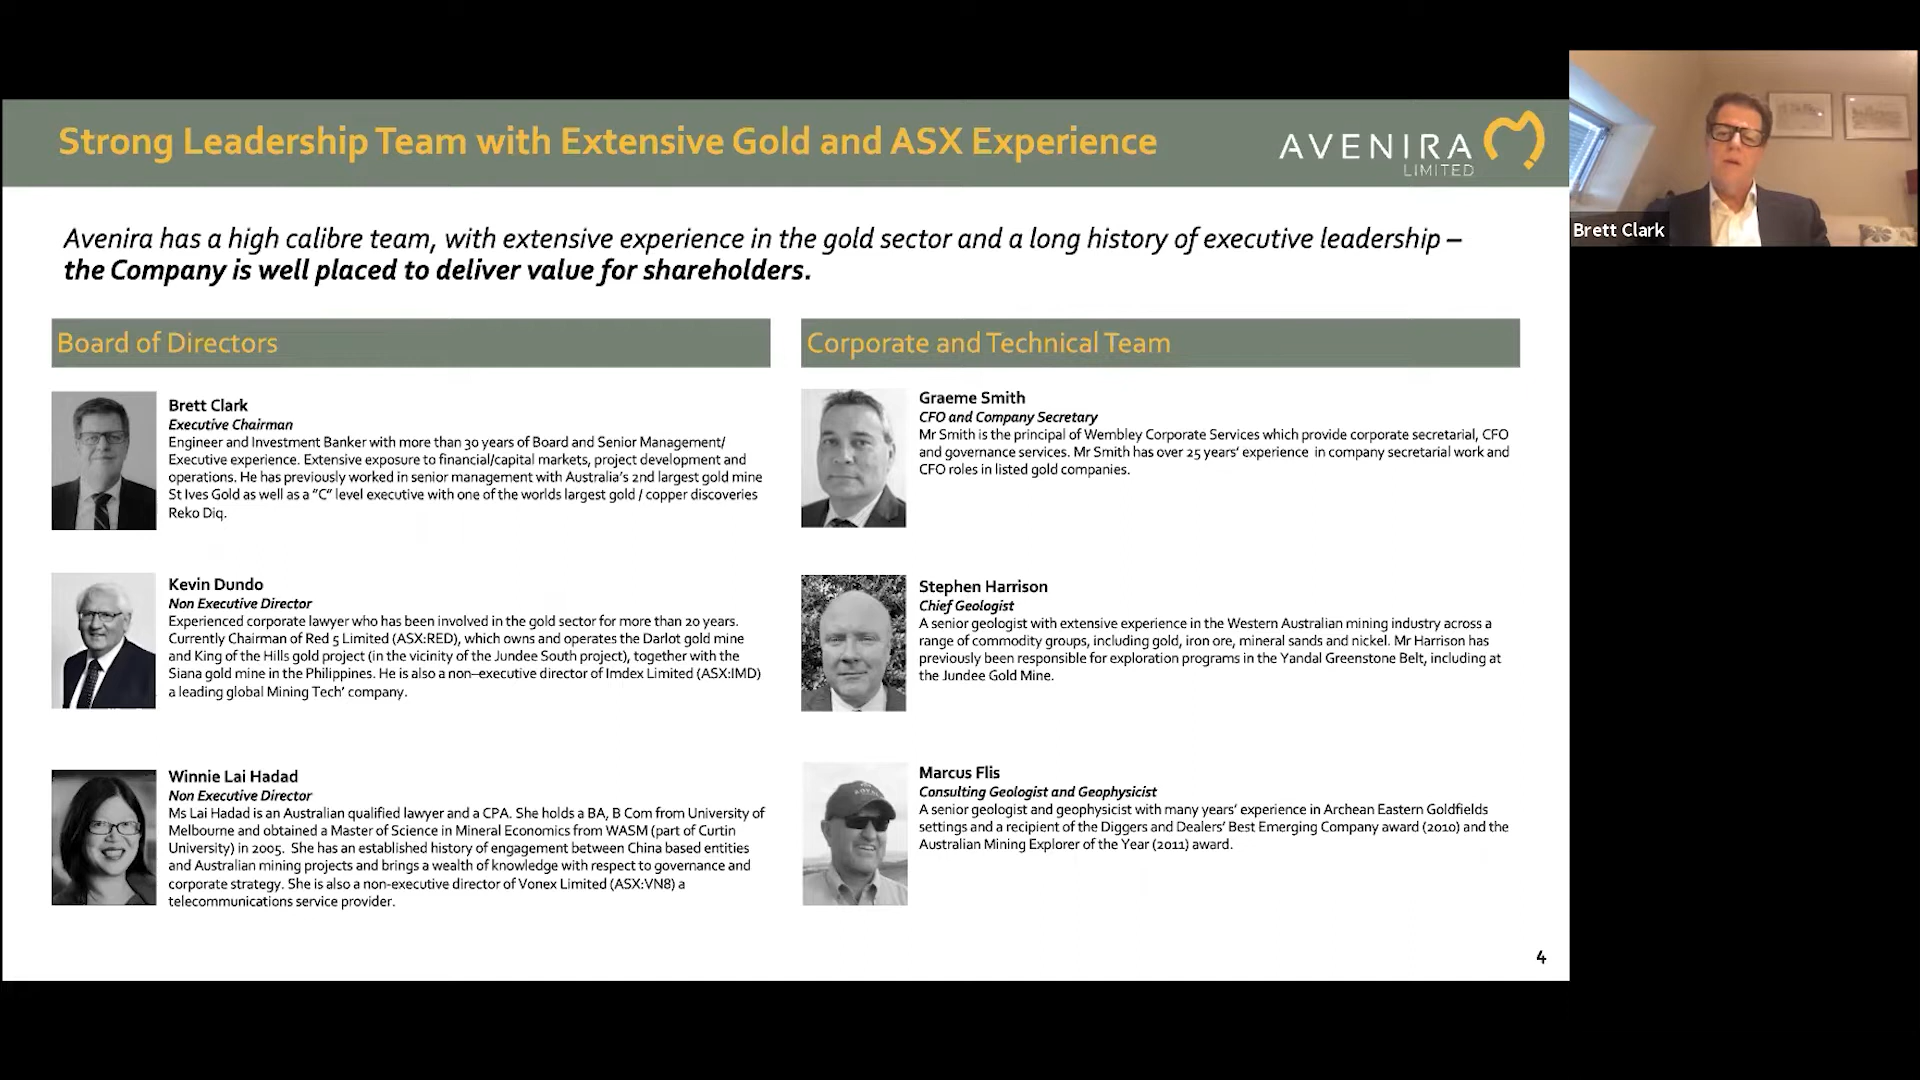 Strong Leadership Team with Extensive Gold and ASX Experience
AVENIRA
LIMITED
Avenira has a high calibre team, with extensive experience in the gold sector and a long history of executive leadership –
the Company is well placed to deliver value for shareholders.
Board of Directors
Brett Clark
Executive Chairman
Engineer and Investment Banker with more than 30 years of Board and Senior Management/
Executive experience. Extensive exposure to financial/capital markets, project development and
operations. He has previously worked in senior management with Australia's 2nd largest gold mine
St Ives Gold as well as a "C" level executive with one of the worlds largest gold / copper discoveries
Reko Diq.
Kevin Dundo
Non Executive Director
Experienced corporate lawyer who has been involved in the gold sector for more than 20 years.
Currently Chairman of Red 5 Limited (ASX:RED), which owns and operates the Darlot gold mine
and King of the Hills gold project (in the vicinity of the Jundee South project), together with the
Siana gold mine in the Philippines. He is also a non–executive director of Imdex Limited (ASX:IMD)
a leading global Mining Tech' company.
Winnie Lai Hadad
Non Executive Director
Ms Lai Hadad is an Australian qualified lawyer and a CPA. She holds a BA, B Com from University of
Melbourne and obtained a Master of Science in Mineral Economics from WASM (part of Curtin
University) in 2005. She has an established history of engagement between China based entities
and Australian mining projects and brings a wealth of knowledge with respect to governance and
corporate strategy. She is also a non-executive director of Vonex Limited (ASX:VN8) a
telecommunications service provider.
Corporate and Technical Team
Graeme Smith
CFO and Company Secretary
Mr Smith is the principal of Wembley Corporate Services which provide corporate secretarial, CFO
and governance services. Mr Smith has over 25 years' experience in company secretarial work and
CFO roles in listed gold companies.
Stephen Harrison
Chief Geologist
A senior geologist with extensive experience in the Western Australian mining industry across a
range of commodity groups, including gold, iron ore, mineral sands and nickel. Mr Harrison has
previously been responsible for exploration programs in the Yandal Greenstone Belt, including at
the Jundee Gold Mine.
Marcus Flis
Consulting Geologist and Geophysicist
A senior geologist and geophysicist with many years' experience in Archean Eastern Goldfields
settings and a recipient of the Diggers and Dealers' Best Emerging Company award (2010) and the
Australian Mining Explorer of the Year (2011) award.
4
Brett Clark